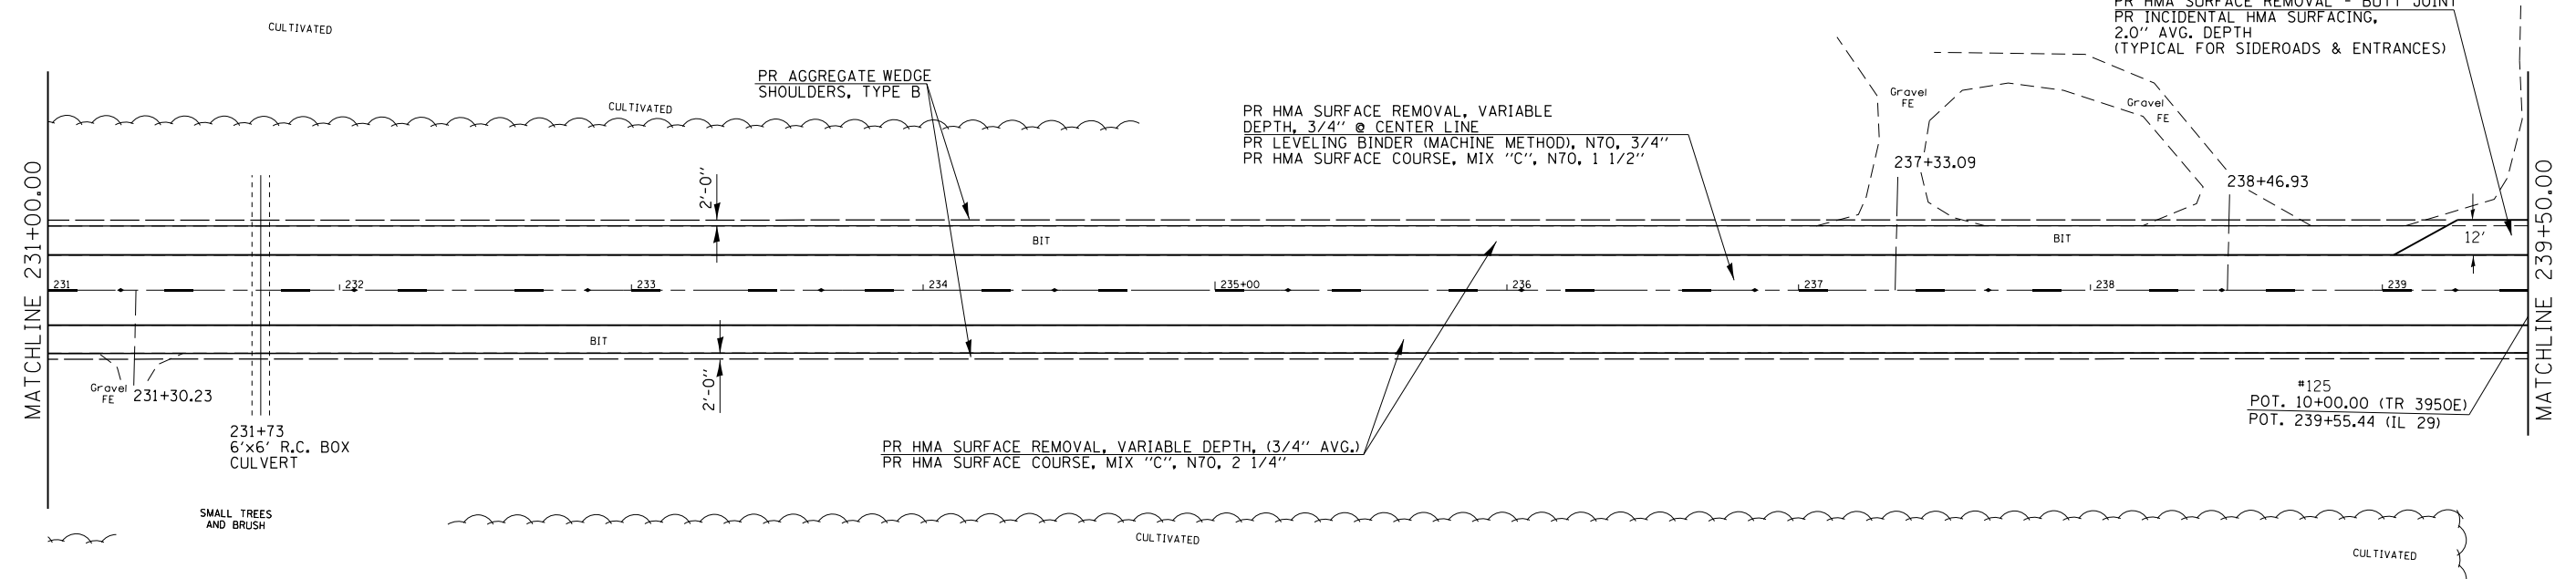 PR HMA SURFACE REMOVAL - BUTT JOINT
PR INCIDENTAL HMA SURFACING,
2.0" AVG. DEPTH
(TYPICAL FOR SIDEROADS & ENTRANCES)
CULTIVATED
PR AGGREGATE WEDGE
SHOULDERS, TYPE B
CULTIVATED
PR HMA SURFACE REMOVAL, VARIABLE
DEPTH, 3/4" @ CENTER LINE
PR LEVELING BINDER (MACHINE METHOD), N70, 3/4"
PR HMA SURFACE COURSE, MIX "C", N70, 1 1/2"
Gravel
FE
Gravel
FE
237+33.09
238+46.93
MATCHLINE 231+00.00
2'-0"
BIT
BIT
12'
MATCHLINE 239+50.00
231
232
233
234
235+00
236
237
238
239
BIT
Gravel
FE
231+30.23
2'-0"
#125
POT. 10+00.00 (TR 3950E)
POT. 239+55.44 (IL 29)
231+73
6'x6' R.C. BOX
CULVERT
PR HMA SURFACE REMOVAL, VARIABLE DEPTH, (3/4" AVG.)
PR HMA SURFACE COURSE, MIX "C", N70, 2 1/4"
SMALL TREES
AND BRUSH
CULTIVATED
CULTIVATED